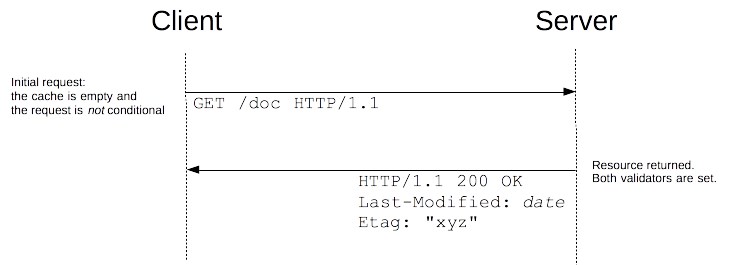 Client
Server
Initial request:
the cache is empty and
the request is not conditional
GET /doc HTTP/1.1
Resource returned.
Both validators are set.
HTTP/1.1 200 OK
Last-Modified: date
Etag: "xyz"